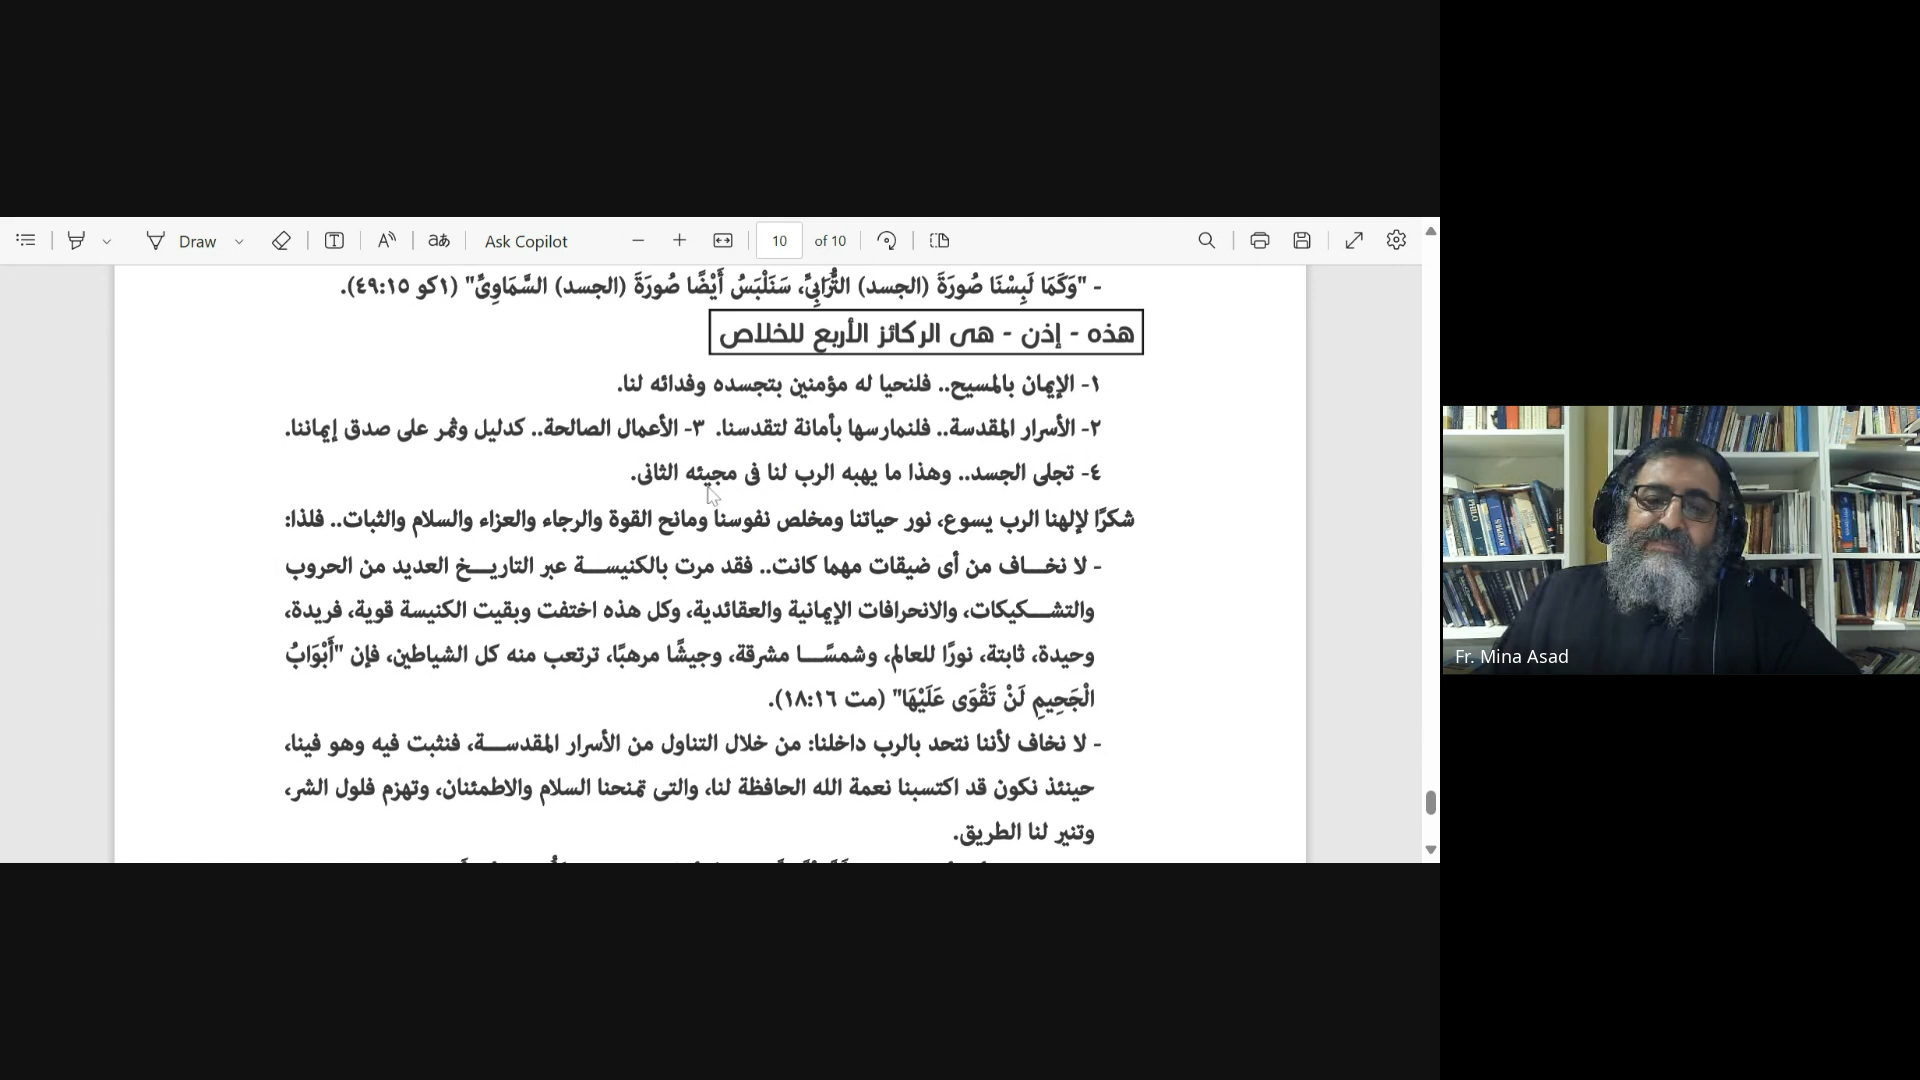 Draw
Ask Copilot
10 of 10
- "وَكَمَا لَبِسْنَا صُورَةَ (الجسد) التُّرَابِيِّ، سَنَلْبَسُ أَيْضًا صُورَةَ (الجسد) السَّمَاوِىِّ" (١كو ٤٩:١٥).
هذه - إذن - هى الركائز الأربع للخلاص
١- الإيمان بالمسيح.. فلنحيا له مؤمنين بتجسده وفدائه لنا.
٢- الأسرار المقدسة.. فلنمارسها بأمانة لتقدسنا. ٣- الأعمال الصالحة.. كدليل وثمر على صدق إيماننا.
٤- تجلى الجسد.. وهذا ما يهبه الرب لنا فى مجيئه الثانى.
شكرًا لإلهنا الرب يسوع، نور حياتنا ومخلص نفوسنا ومانح القوة والرجاء والعزاء والسلام والثبات.. فلذا:
- لا نخـــاف من أى ضيقات مهما كانت.. فقد مرت بالكنيســـة عبر التاريـــخ العديد من الحروب
والتشـــكيكات، والانحرافات الإيمانية والعقائدية، وكل هذه اختفت وبقيت الكنيسة قوية، فريدة،
وحيدة، ثابتة، نورًا للعالم، وشمسًـــا مشرقة، وجيشًا مرهبًا، ترتعب منه كل الشياطين، فإن "أَبْوَابُ
الْجَحِيمِ لَنْ تَقْوَى عَلَيْهَا" (مت ١٨:١٦).
- لا نخاف لأننا نتحد بالرب داخلنا: من خلال التناول من الأسرار المقدســـة، فنثبت فيه وهو فينا،
حينئذ نكون قد اكتسبنا نعمة الله الحافظة لنا، والتى تمنحنا السلام والاطمئنان، وتهزم فلول الشر،
وتنير لنا الطريق.
Fr. Mina Asad